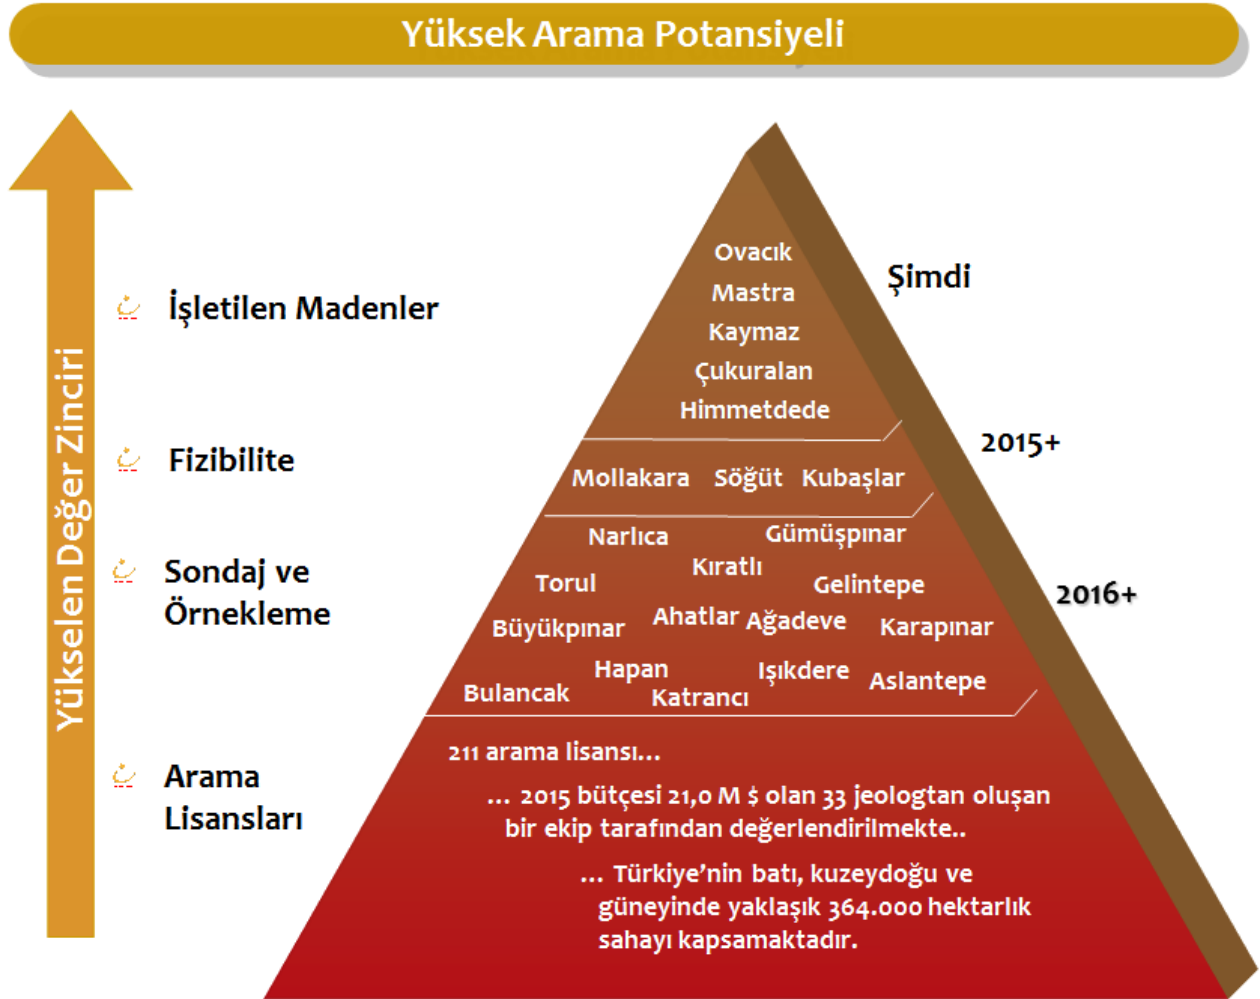 Yüksek Arama Potansiyeli
Yükselen Değer Zinciri
İşletilen Madenler
Fizibilite
Sondaj ve
Örnekleme
Arama
Lisansları
Ovacık
Mastra
Kaymaz
Çukuralan
Himmetdede
Şimdi
Mollakara Söğüt Kubaşlar
2015+
Narlıca Gümüşpınar
Kıratlı
Torul Gelintepe
Büyükpınar Ahatlar Ağadeve Karapınar
Hapan Işıkdere Aslantepe
Bulancak Katrancı
2016+
211 arama lisansı...
... 2015 bütçesi 21,0 M $ olan 33 jeologtan oluşan
bir ekip tarafından değerlendirilmekte..
... Türkiye'nin batı, kuzeydoğu ve
güneyinde yaklaşık 364.000 hektarlık
sahayı kapsamaktadır.